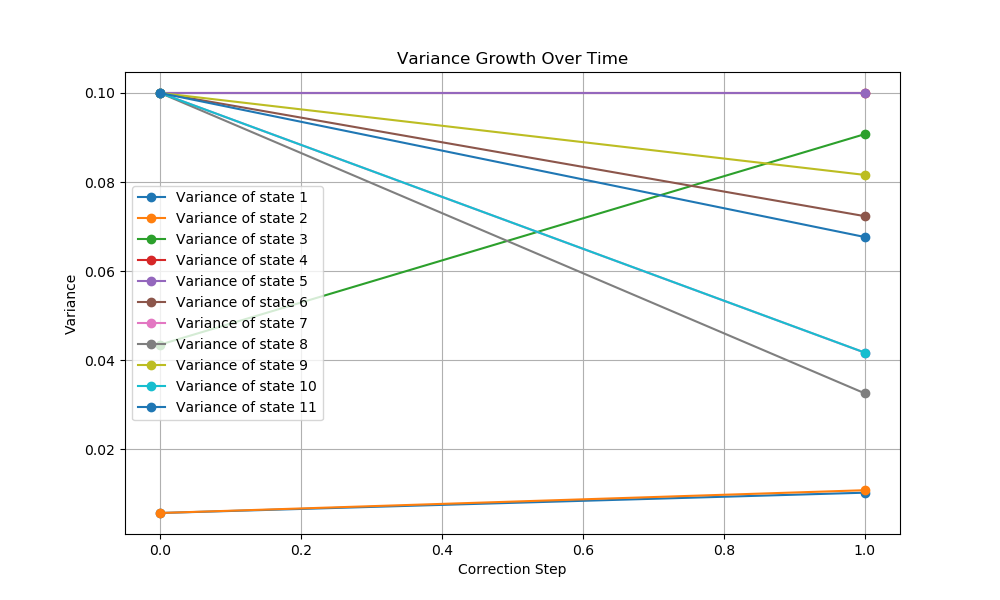 Variance Growth Over Time
Variance
0.10
0.08
0.06
0.04
0.02
Variance of state 1
Variance of state 2
Variance of state 3
Variance of state 4
Variance of state 5
Variance of state 6
Variance of state 7
Variance of state 8
Variance of state 9
Variance of state 10
Variance of state 11
0.0 0.2 0.4 0.6 0.8 1.0
Correction Step